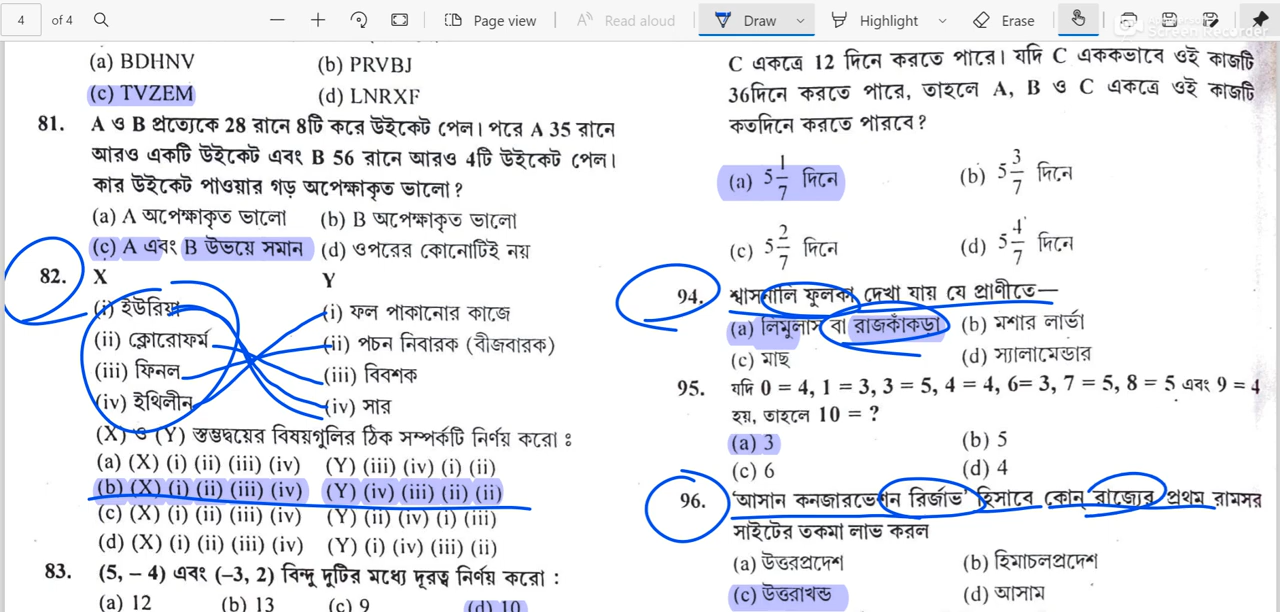 4 of 4 Page view Read aloud Draw Highlight Erase
Screen Recorder
(a) BDHNV (b) PRVBJ
(c) TVZEM (d) LNRXF
81. A ও B প্রত্যেকে 28 রানে 8টি করে উইকেট পেল। পরে A 35 রানে
আরও একটি উইকেট এবং B 56 রানে আরও 4টি উইকেট পেল।
কার উইকেট পাওয়ার গড় অপেক্ষাকৃত ভালো?
(a) A অপেক্ষাকৃত ভালো (b) B অপেক্ষাকৃত ভালো
(c) A এবং B উভয়ে সমান (d) ওপরের কোনোটিই নয়
82. X Y
(i) ইউরিয়া (i) ফল পাকানোর কাজে
(ii) ক্লোরোফর্ম (ii) পচন নিবারক (বীজবারক)
(iii) ফিনল (iii) বিবশক
(iv) ইথিলীন (iv) সার
(X) ও (Y) স্তম্ভদ্বয়ের বিষয়গুলির ঠিক সম্পর্কটি নির্ণয় করো ঃ
(a) (X) (i) (ii) (iii) (iv) (Y) (iii) (iv) (i) (ii)
(b) (X) (i) (ii) (iii) (iv) (Y) (iv) (iii) (ii) (ii)
(c) (X) (i) (ii) (iii) (iv) (Y) (ii) (iv) (i) (iii)
(d) (X) (i) (ii) (iii) (iv) (Y) (i) (iv) (iii) (ii)
83. (5, – 4) এবং (–3, 2) বিন্দু দুটির মধ্যে দূরত্ব নির্ণয় করো :
(a) 12 (b) 13 (c) 9 (d) 10
C একত্রে 12 দিনে করতে পারে। যদি C এককভাবে ওই কাজটি
36দিনে করতে পারে, তাহলে A, B ও C একত্রে ওই কাজটি
কতদিনে করতে পারবে?
(a) 5 1/7 দিনে (b) 5 3/7 দিনে
(c) 5 2/7 দিনে (d) 5 4/7 দিনে
94. শ্বাসনালি ফুলকা দেখা যায় যে প্রাণীতে—
(a) লিমুলাস বা রাজকাঁকড়া (b) মশার লার্ভা
(c) মাছ (d) স্যালামেন্ডার
95. যদি 0 = 4, 1 = 3, 3 = 5, 4 = 4, 6= 3, 7 = 5, 8 = 5 এবং 9 = 4
হয়, তাহলে 10 = ?
(a) 3 (b) 5
(c) 6 (d) 4
96. 'আসান কনজারভেশন রির্জাভ' হিসাবে কোন্ রাজ্যের প্রথম রামসর
সাইটের তকমা লাভ করল
(a) উত্তরপ্রদেশ (b) হিমাচলপ্রদেশ
(c) উত্তরাখন্ড (d) আসাম